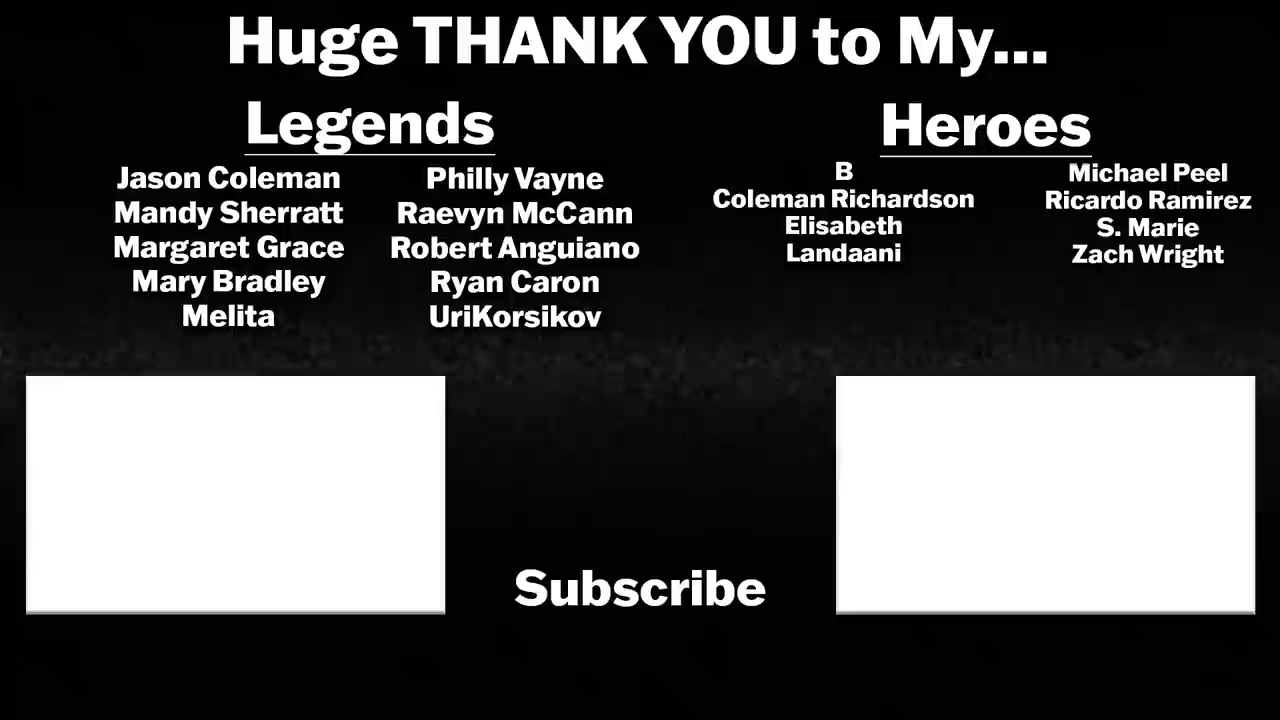 Huge THANK YOU to My...
Legends
Jason Coleman
Mandy Sherratt
Margaret Grace
Mary Bradley
Melita
Philly Vayne
Raevyn McCann
Robert Anguiano
Ryan Caron
UriKorsikov
Heroes
B
Coleman Richardson
Elisabeth
Landaani
Michael Peel
Ricardo Ramirez
S. Marie
Zach Wright
Subscribe